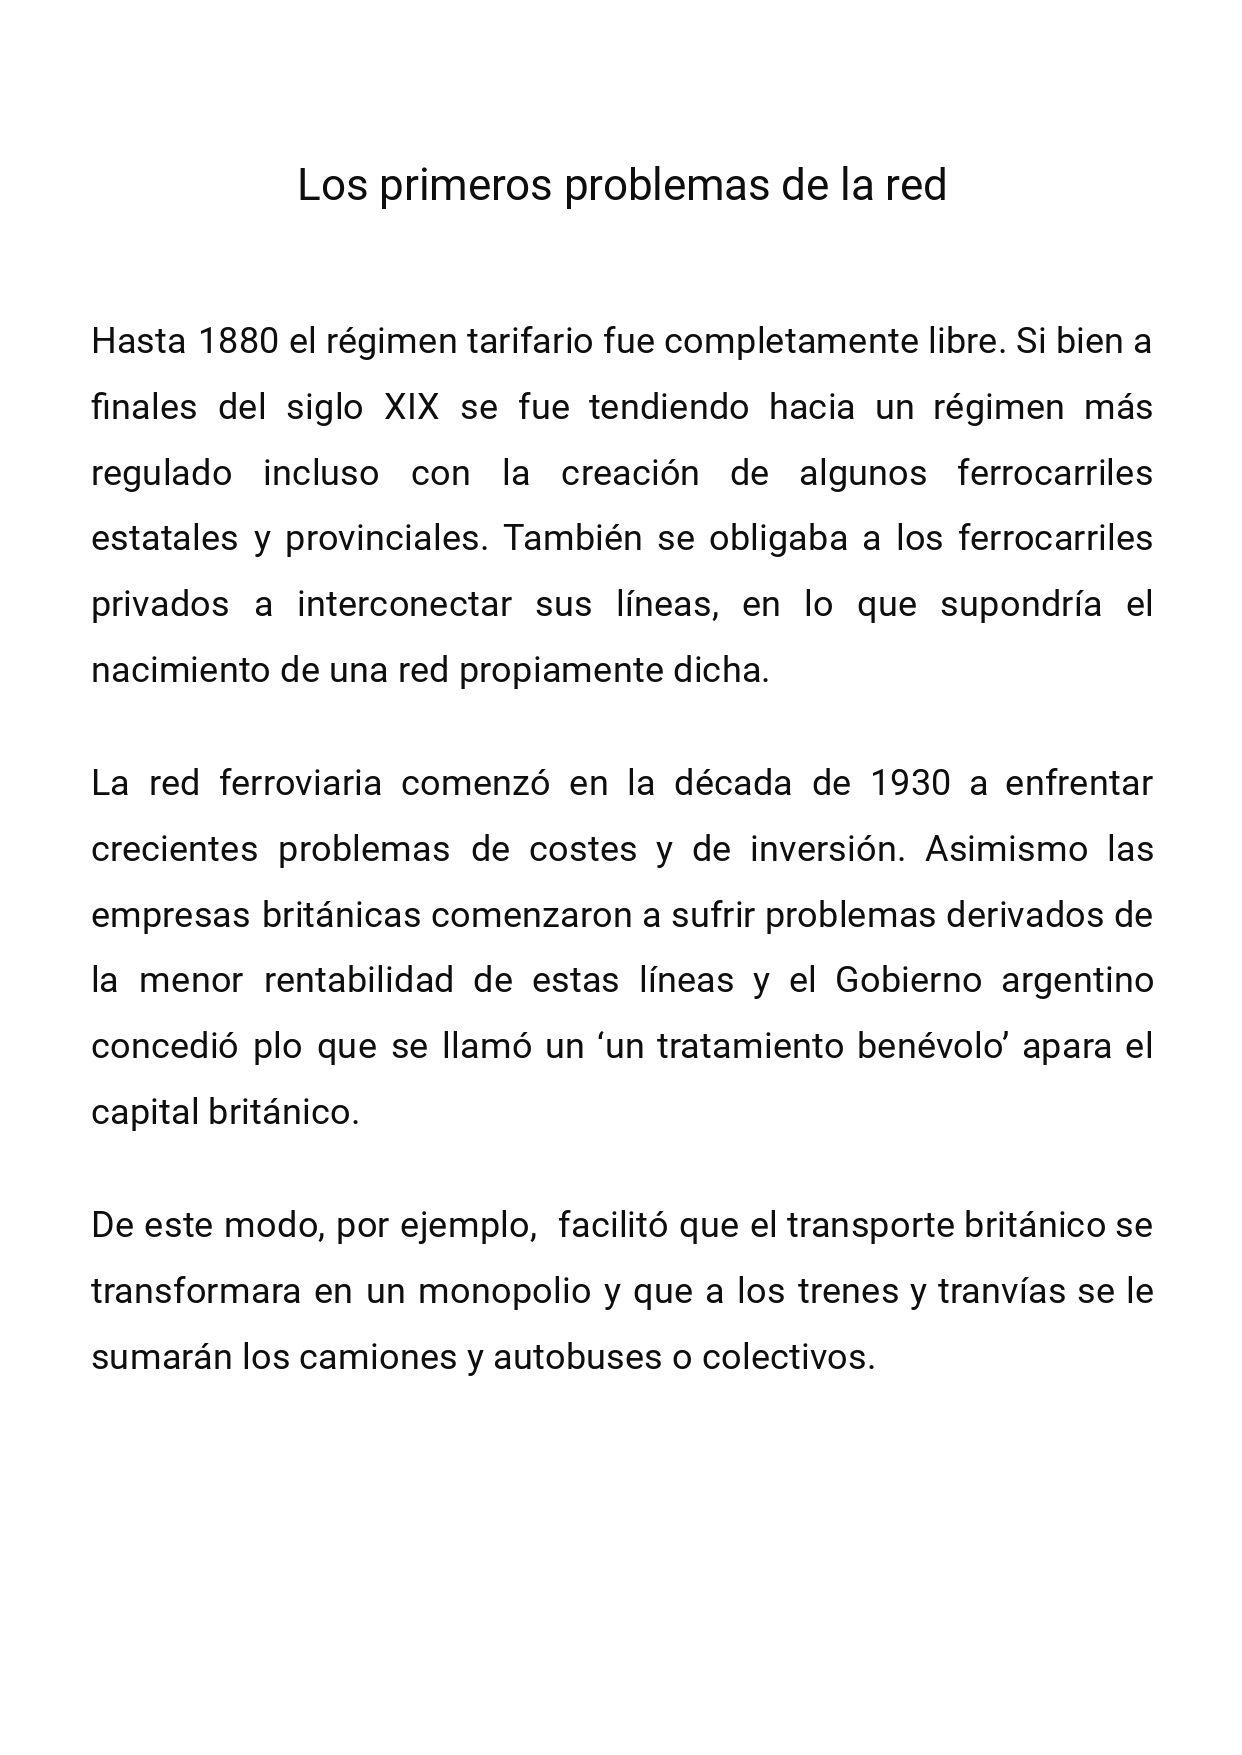 Los primeros problemas de la red
Hasta 1880 el régimen tarifario fue completamente libre. Si bien a
finales del siglo XIX se fue tendiendo hacia un régimen más
regulado incluso con la creación de algunos ferrocarriles
estatales y provinciales. También se obligaba a los ferrocarriles
privados a interconectar sus líneas, en lo que supondría el
nacimiento de una red propiamente dicha.
La red ferroviaria comenzó en la década de 1930 a enfrentar
crecientes problemas de costes y de inversión. Asimismo las
empresas británicas comenzaron a sufrir problemas derivados de
la menor rentabilidad de estas líneas y el Gobierno argentino
concedió plo que se llamó un ‘un tratamiento benévolo’ apara el
capital británico.
De este modo, por ejemplo,  facilitó que el transporte británico se
transformara en un monopolio y que a los trenes y tranvías se le
sumarán los camiones y autobuses o colectivos.